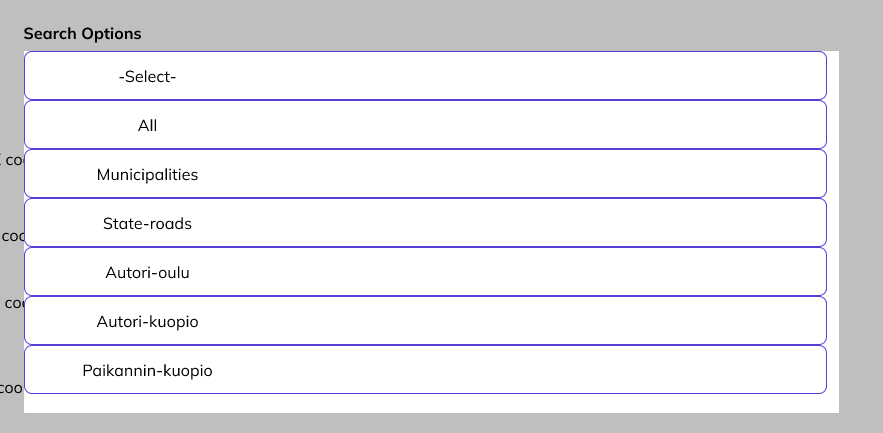 Search Options
-Select-
All
Municipalities
State-roads
Autori-oulu
Autori-kuopio
Paikannin-kuopio